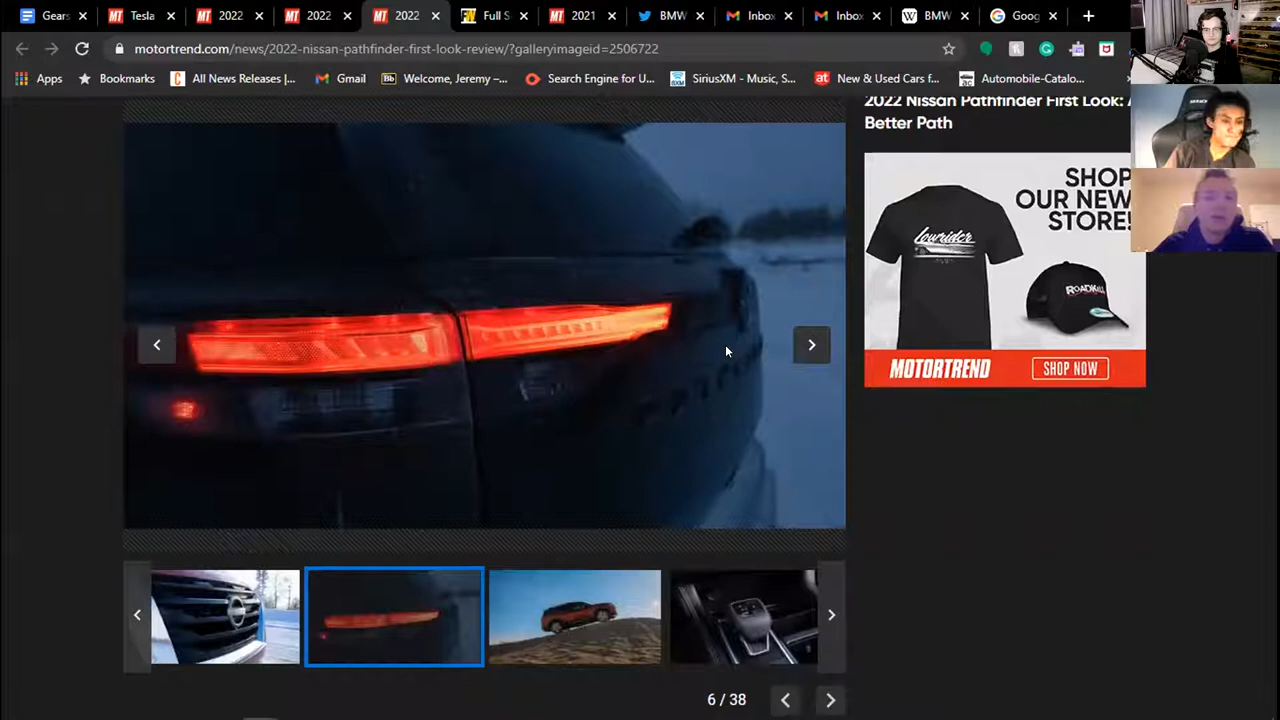 Gears
Tesla
2022
2022
2022
Full S
2021
BMW
Inbox
Inbox
BMW
Goog
motortrend.com/news/2022-nissan-pathfinder-first-look-review/?galleryimageid=2506722
Apps
Bookmarks
All News Releases |...
Gmail
Welcome, Jeremy –...
Search Engine for U...
SiriusXM - Music, S...
New & Used Cars f...
Automobile-Catalo...
2022 Nissan Pathfinder First Look: A
Better Path
SHOP
OUR NEW
STORE!
lowrider
ROADKILL
MOTORTREND
SHOP NOW
6 / 38